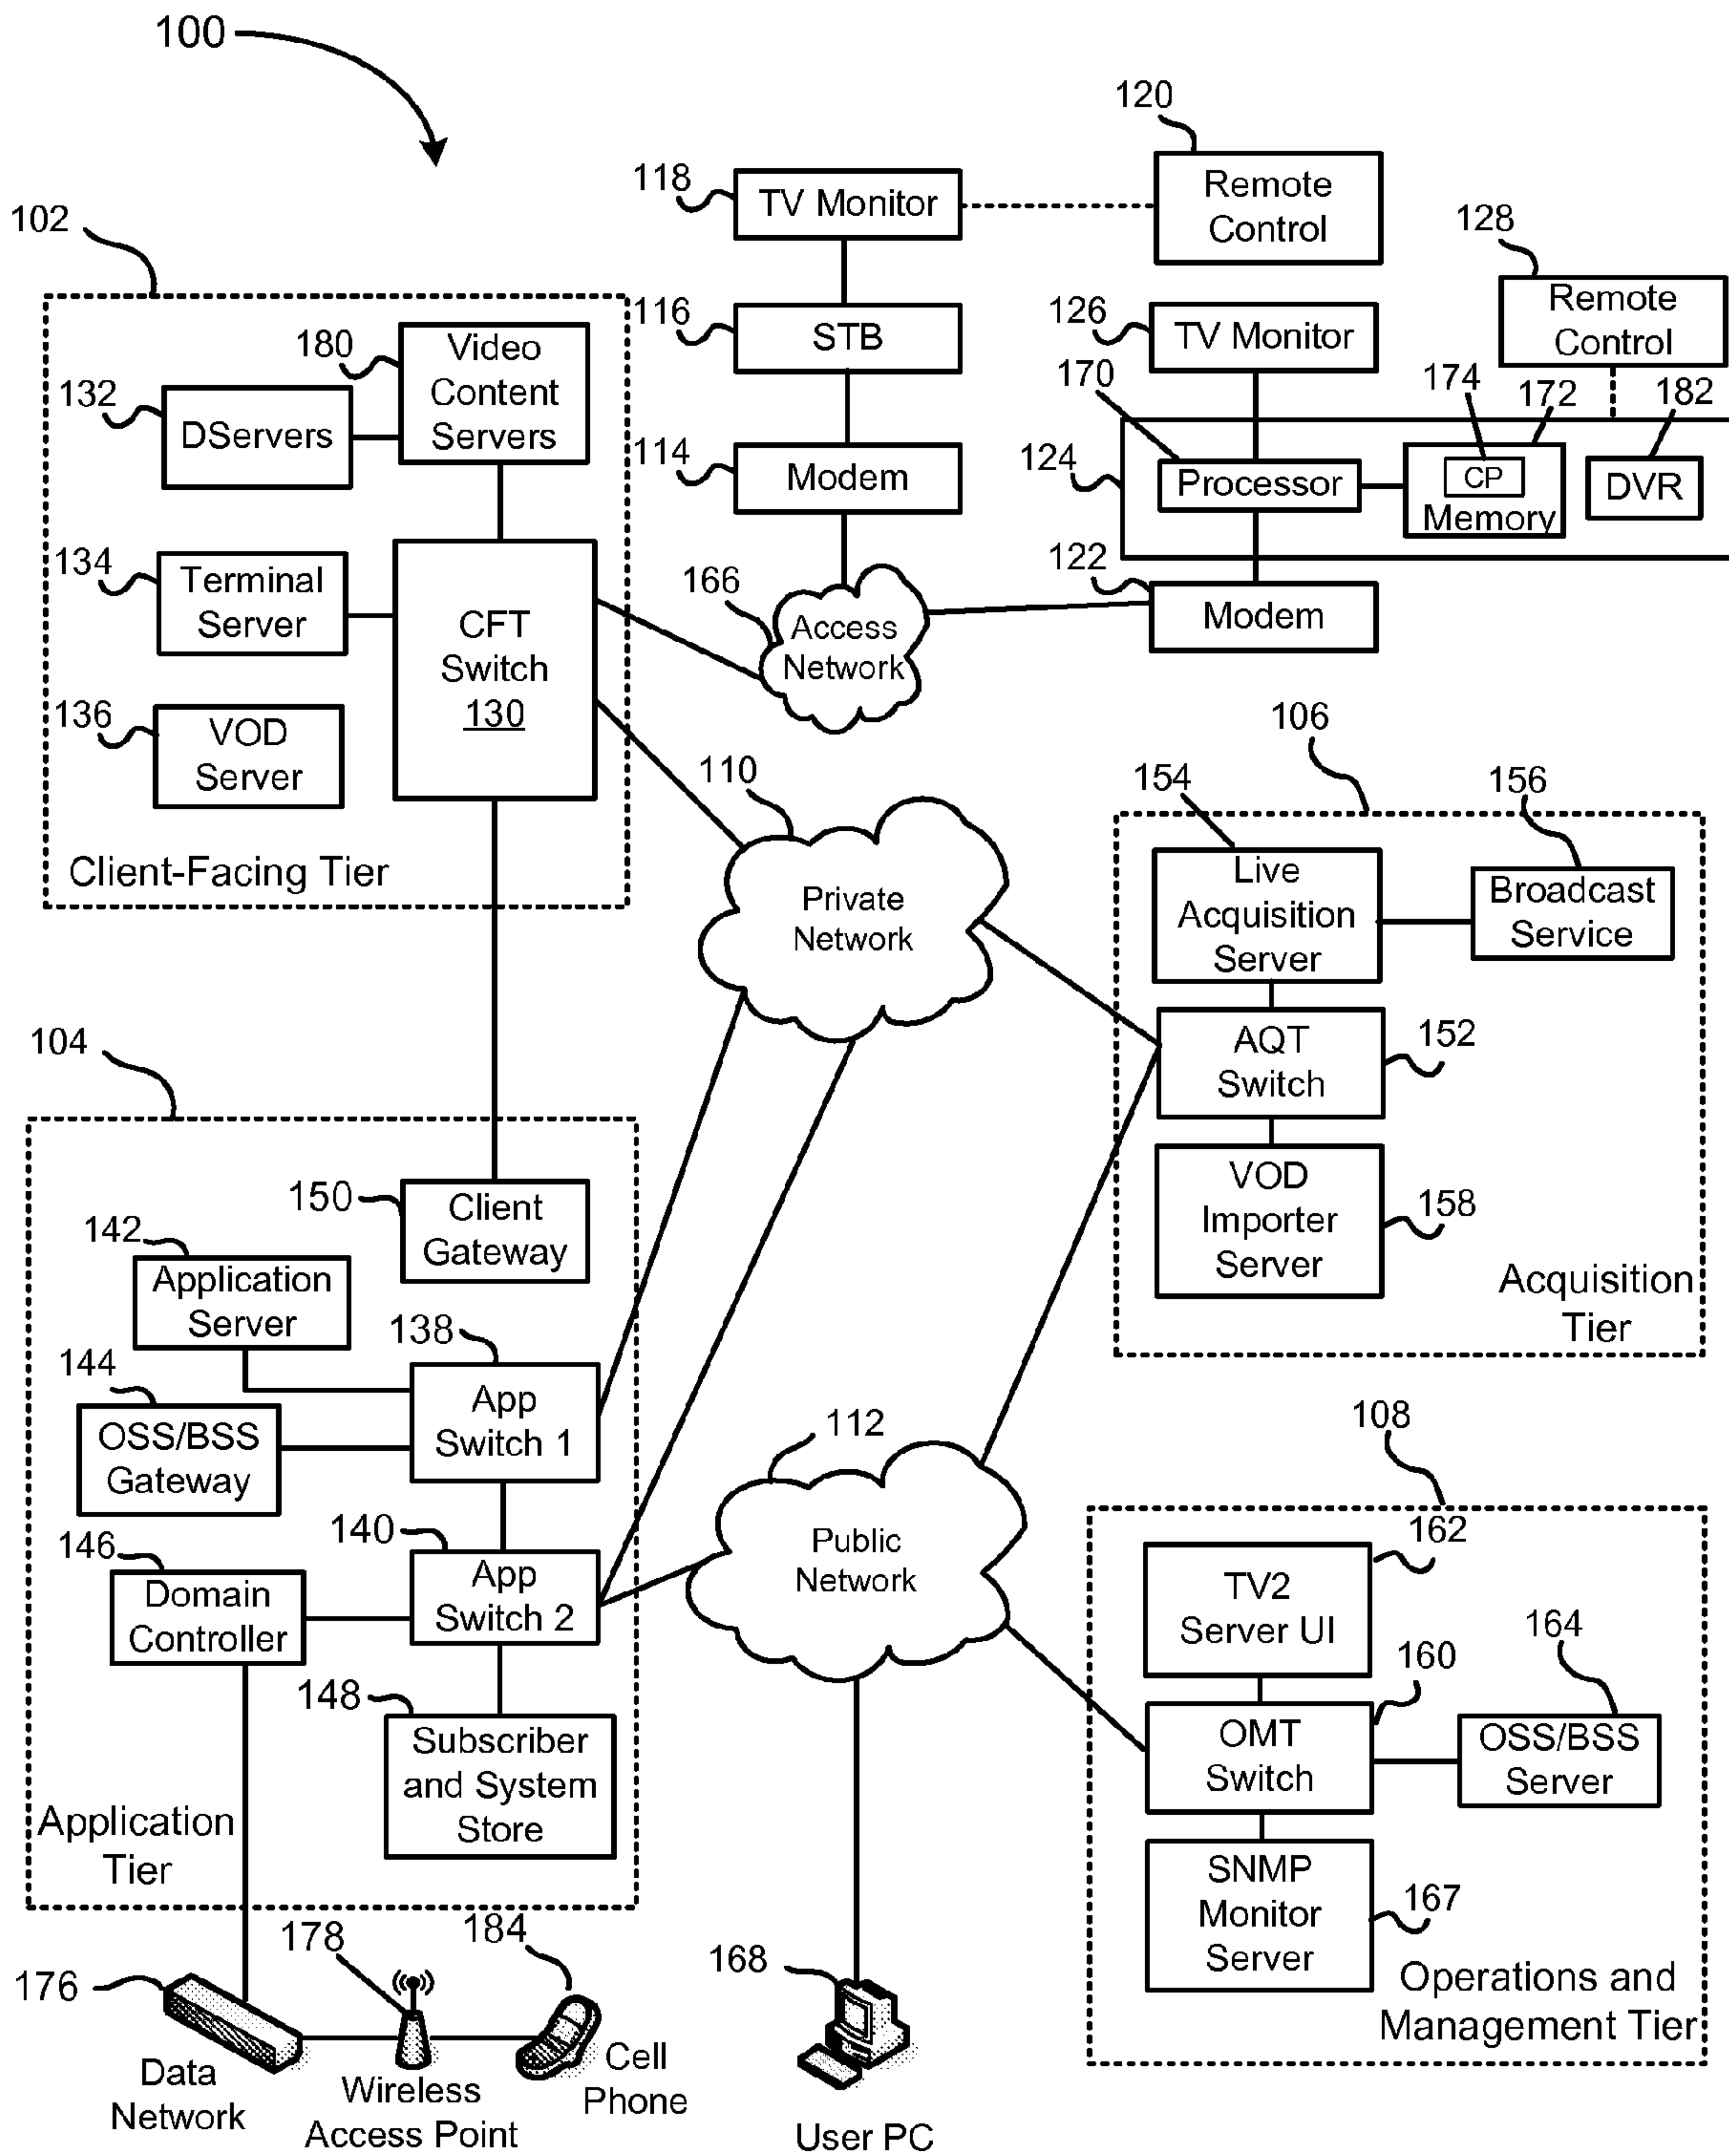 100
120
118
TV Monitor
Remote
Control
102
128
Remote
Control
116
STB
126
TV Monitor
180
Video
Content
Servers
132
DServers
170
174
172
182
114
Modem
124
Processor
CP
Memory
DVR
134
Terminal
Server
CFT
Switch
130
166
Access
Network
122
Modem
136
VOD
Server
Client-Facing Tier
110
Private
Network
106
154
156
Live
Acquisition
Server
Broadcast
Service
104
AQT
Switch
152
150
Client
Gateway
VOD
Importer
Server
158
Acquisition
Tier
142
Application
Server
138
App
Switch 1
144
OSS/BSS
Gateway
112
Public
Network
108
140
App
Switch 2
146
Domain
Controller
162
TV2
Server UI
164
160
OMT
Switch
OSS/BSS
Server
148
Subscriber
and System
Store
Application
Tier
SNMP
Monitor
Server
167
Operations and
Management Tier
176
178
184
168
Data
Network
Wireless
Access Point
Cell
Phone
User PC